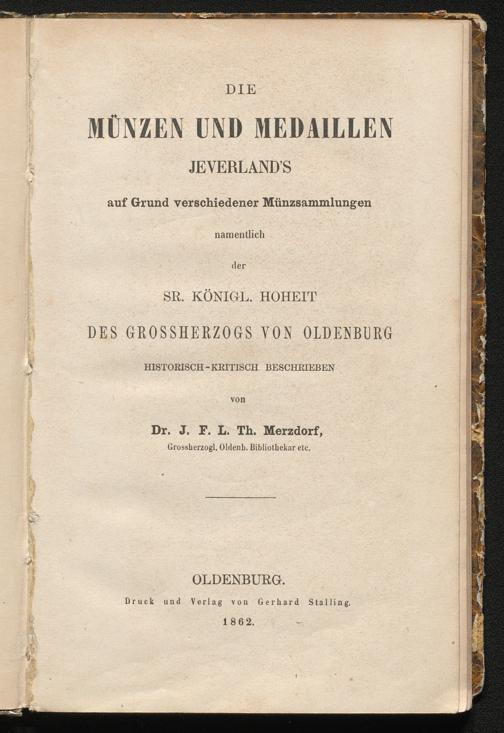 DIE
MÜNZEN UND MEDAILLEN
JEVERLAND'S
auf Grund verschiedener Münzsammlungen
namentlich
der
SR. KÖNIGL. HOHEIT
DES GROSSHERZOGS VON OLDENBURG
HISTORISCH-KRITISCH BESCHRIEBEN
von
Dr. J. F. L. Th. Merzdorf,
Grossherzogl. Oldenb. Bibliothekar etc.
OLDENBURG.
Druck und Verlag von Gerhard Stalling.
1862.